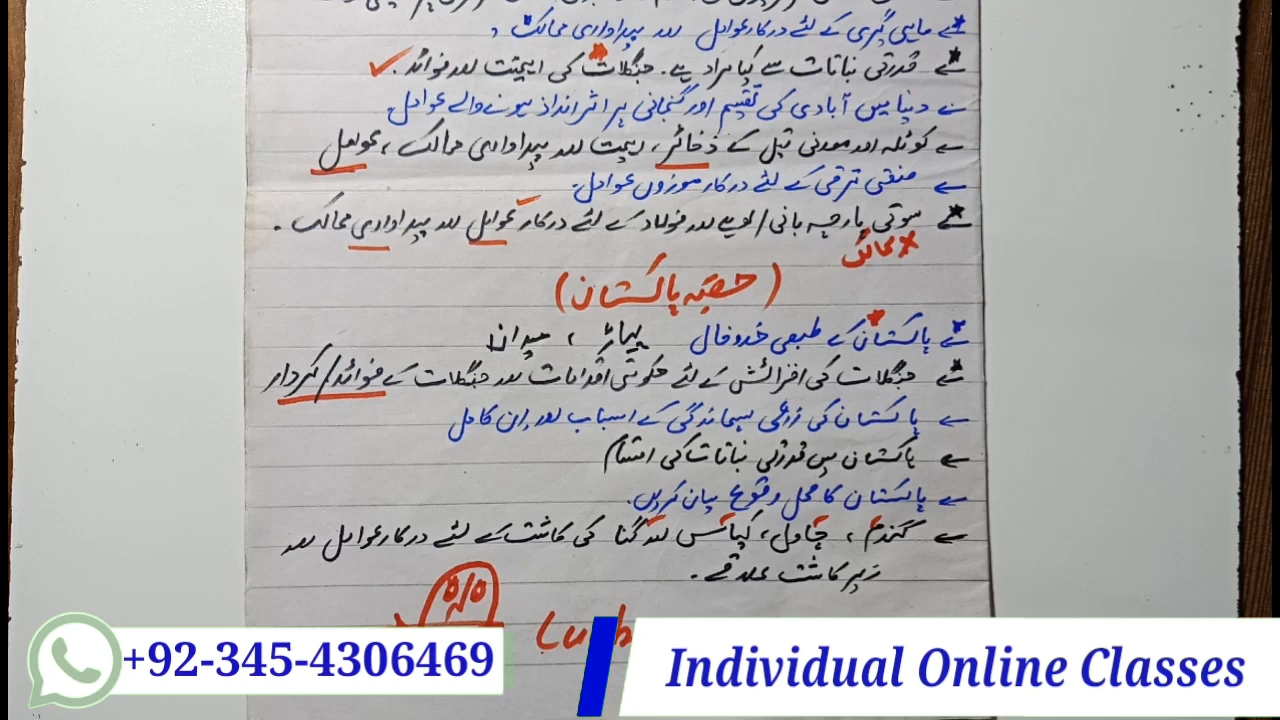 ماہی گیری کے لئے درکار عوامل اور پیداواری ممالک
قدرتی نباتات سے کیا مراد ہے۔ جنگلات کی اہمیت اور فوائد۔
دنیا میں آبادی کی تقسیم اور گنجانی پر اثر انداز ہونے والے عوامل۔
کوئلہ اور معدنی تیل کے ذخائر، اہمیت اور پیداواری ممالک، عوامل
صنعتی ترقی کے لئے درکار موزوں عوامل۔
سوتی پارچہ بانی/لوہے اور فولاد کے لئے درکار عوامل اور پیداواری ممالک۔
ممالک
(حصہ پاکستان)
پاکستان کے طبعی خدوخال پہاڑ، میدان
جنگلات کی افزائش کے لئے حکومتی اقدامات اور جنگلات کے فوائد/کردار
پاکستان کی زرعی پسماندگی کے اسباب اور ان کا حل
پاکستان میں قدرتی نباتات کی اقسام
پاکستان کا محل وقوع بیان کریں۔
گندم، چاول، کپاس اور گنا کی کاشت کے لئے درکار عوامل اور
زیر کاشت علاقے۔
+92-345-4306469
Individual Online Classes